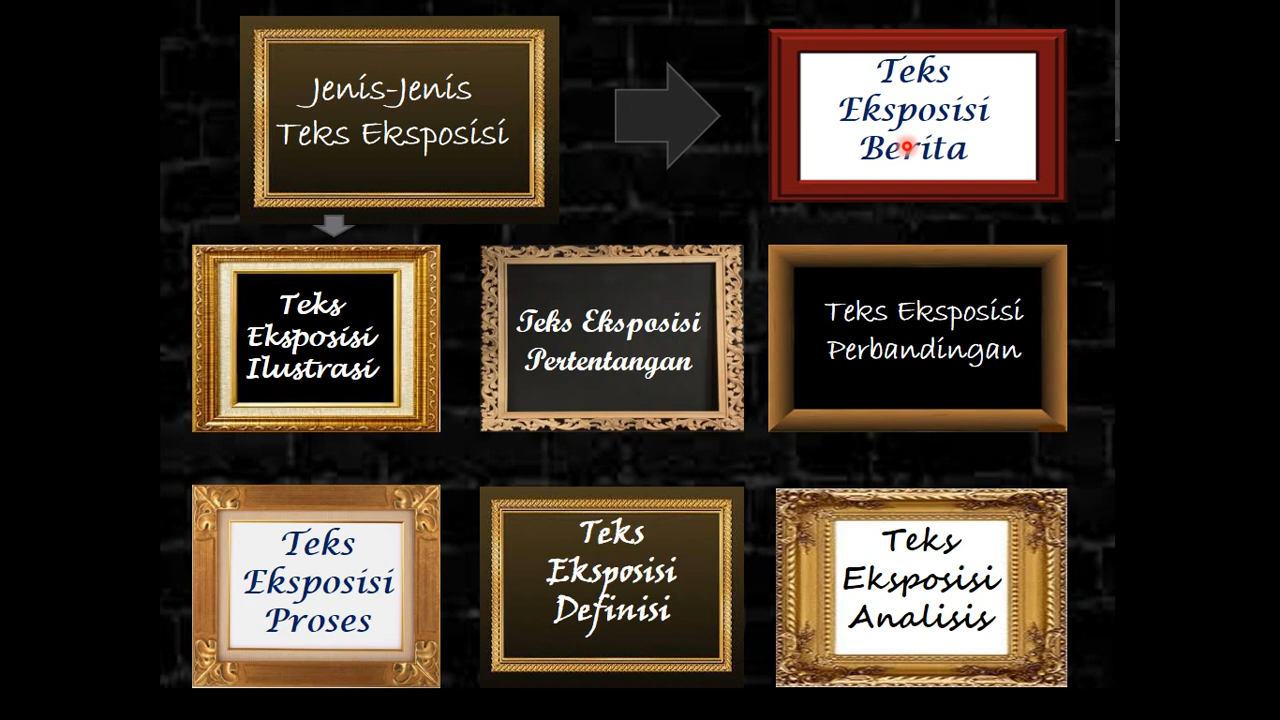 Jenis-Jenis
Teks Eksposisi
Teks
Eksposisi
Berita
Teks
Eksposisi
Ilustrasi
Teks Eksposisi
Pertentangan
Teks Eksposisi
Perbandingan
Teks
Eksposisi
Proses
Teks
Eksposisi
Definisi
Teks
Eksposisi
Analisis